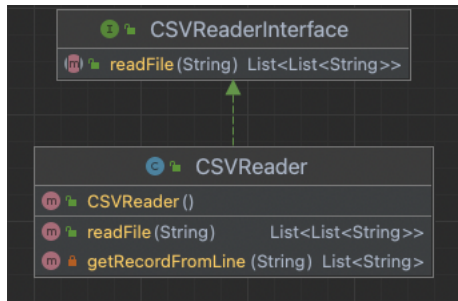 CSVReaderInterface
readFile(String) List<List<String>>
CSVReader
CSVReader()
readFile(String) List<List<String>>
getRecordFromLine(String) List<String>